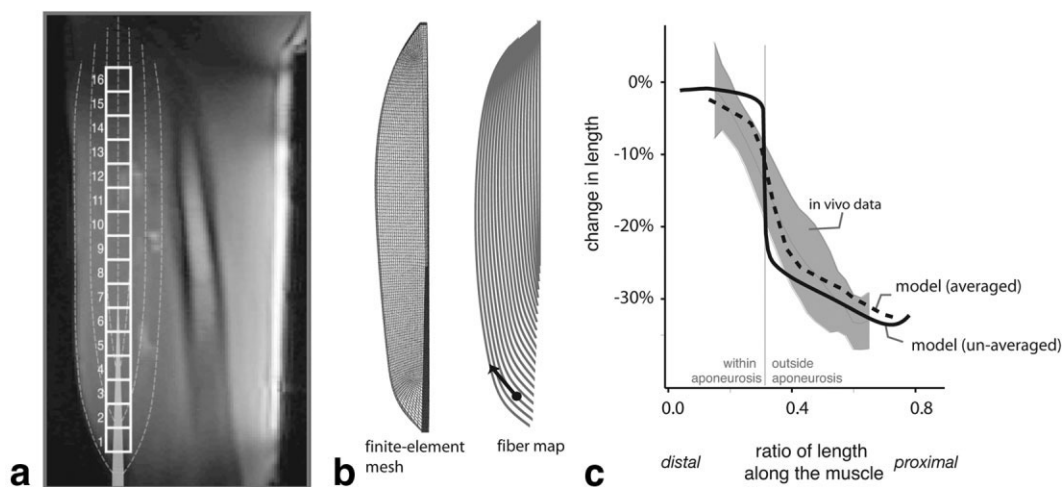 16
15
14
13
12
11
10
9
8
7
6
5
4
3
2
1
a
finite-element
mesh
fiber map
b
0%
-10%
-20%
-30%
change in length
in vivo data
model (averaged)
model (un-averaged)
within
aponeurosis
outside
aponeurosis
0.0
0.4
0.8
distal
ratio of length
along the muscle
proximal
c